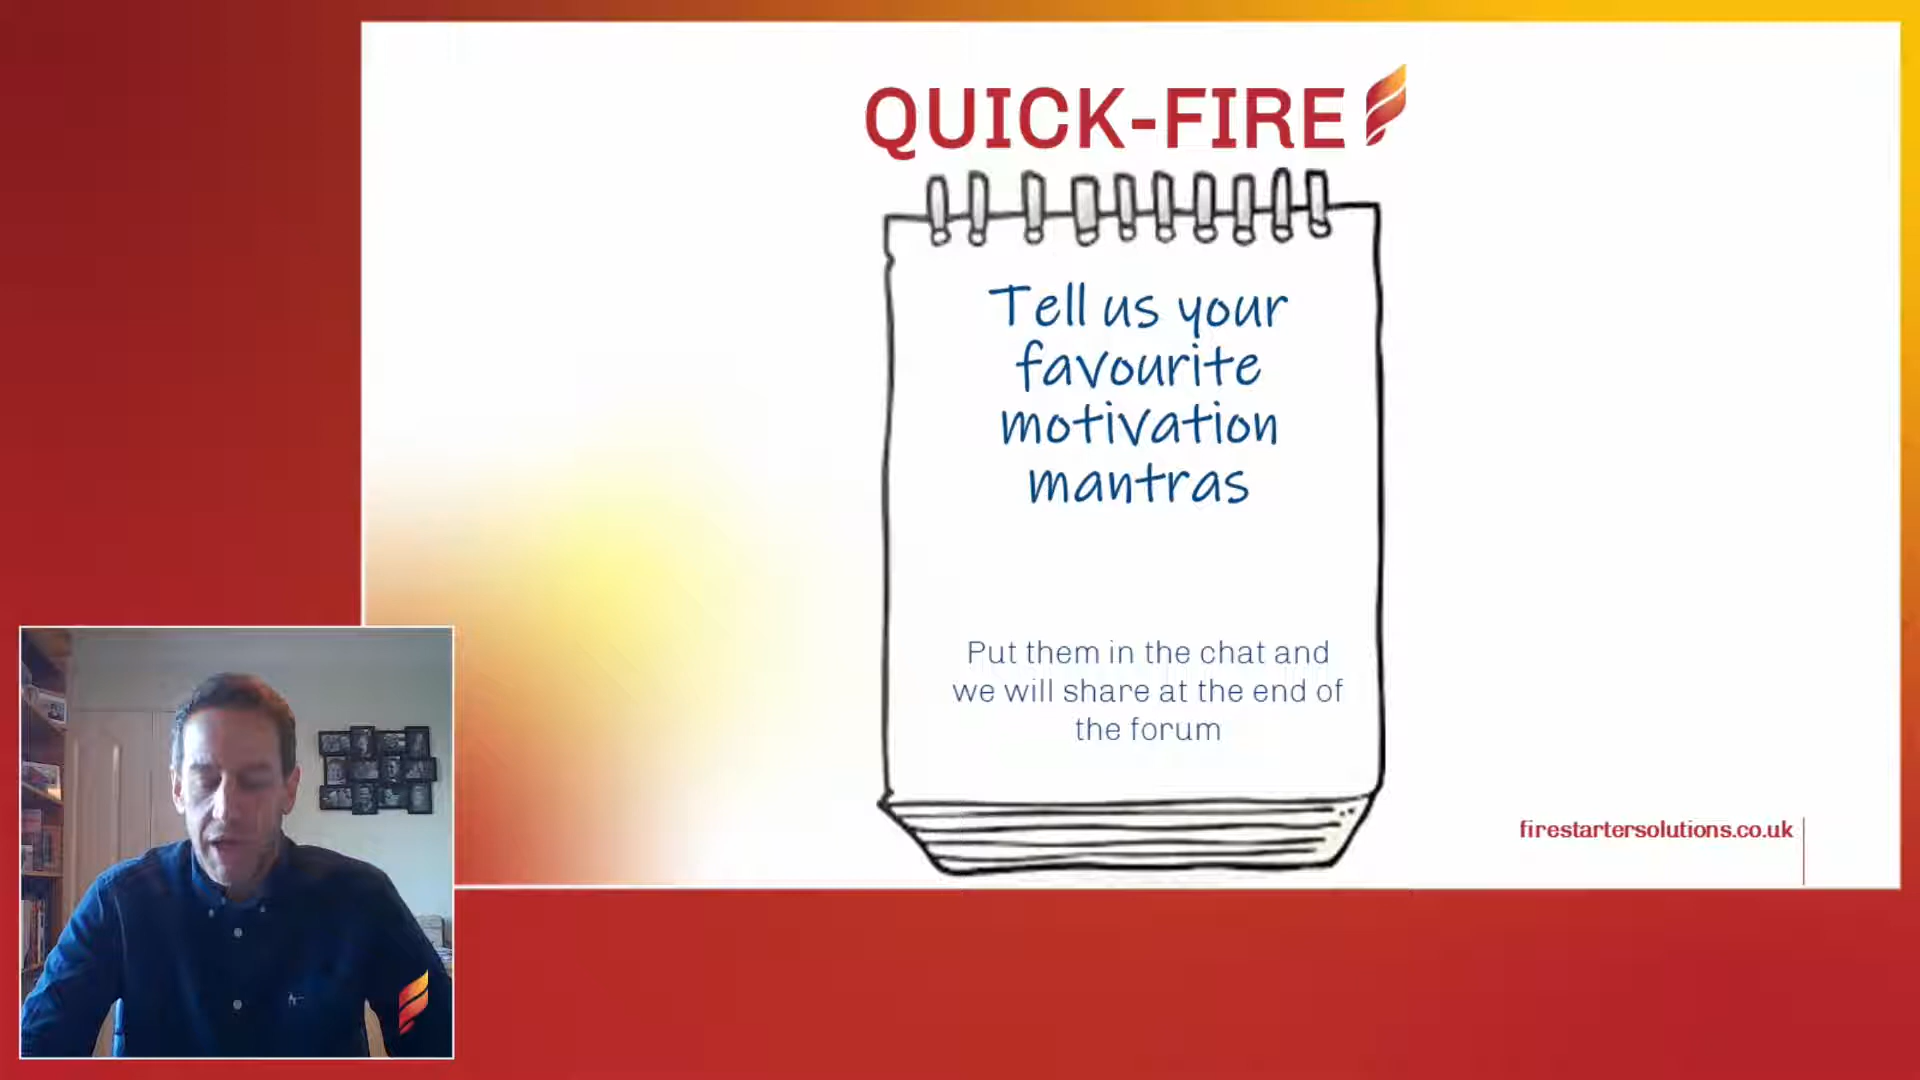 QUICK-FIRE
Tell us your
favourite
motivation
mantras
Put them in the chat and
we will share at the end of
the forum
firestartersolutions.co.uk